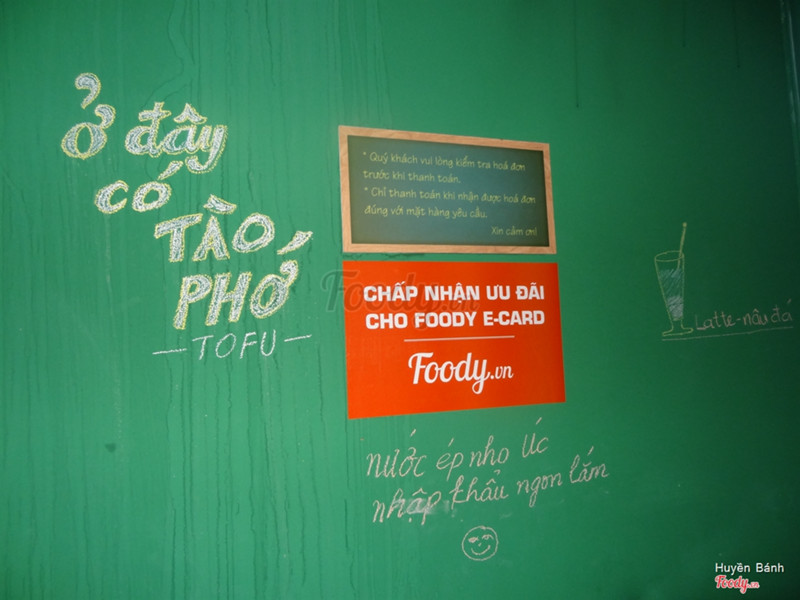 ở đây
có
TÀO
PHỚ
—TOFU—
* Quý khách vui lòng kiểm tra hoá đơn
trước khi thanh toán.
* Chỉ thanh toán khi nhận được hoá đơn
đúng với mặt hàng yêu cầu.
Xin cảm ơn!
CHẤP NHẬN ƯU ĐÃI
CHO FOODY E-CARD
Foody.vn
Foody.vn
nước ép nho Úc
nhập khẩu ngon lắm
Latte-nâu đá
Huyền Bánh
Foody.vn